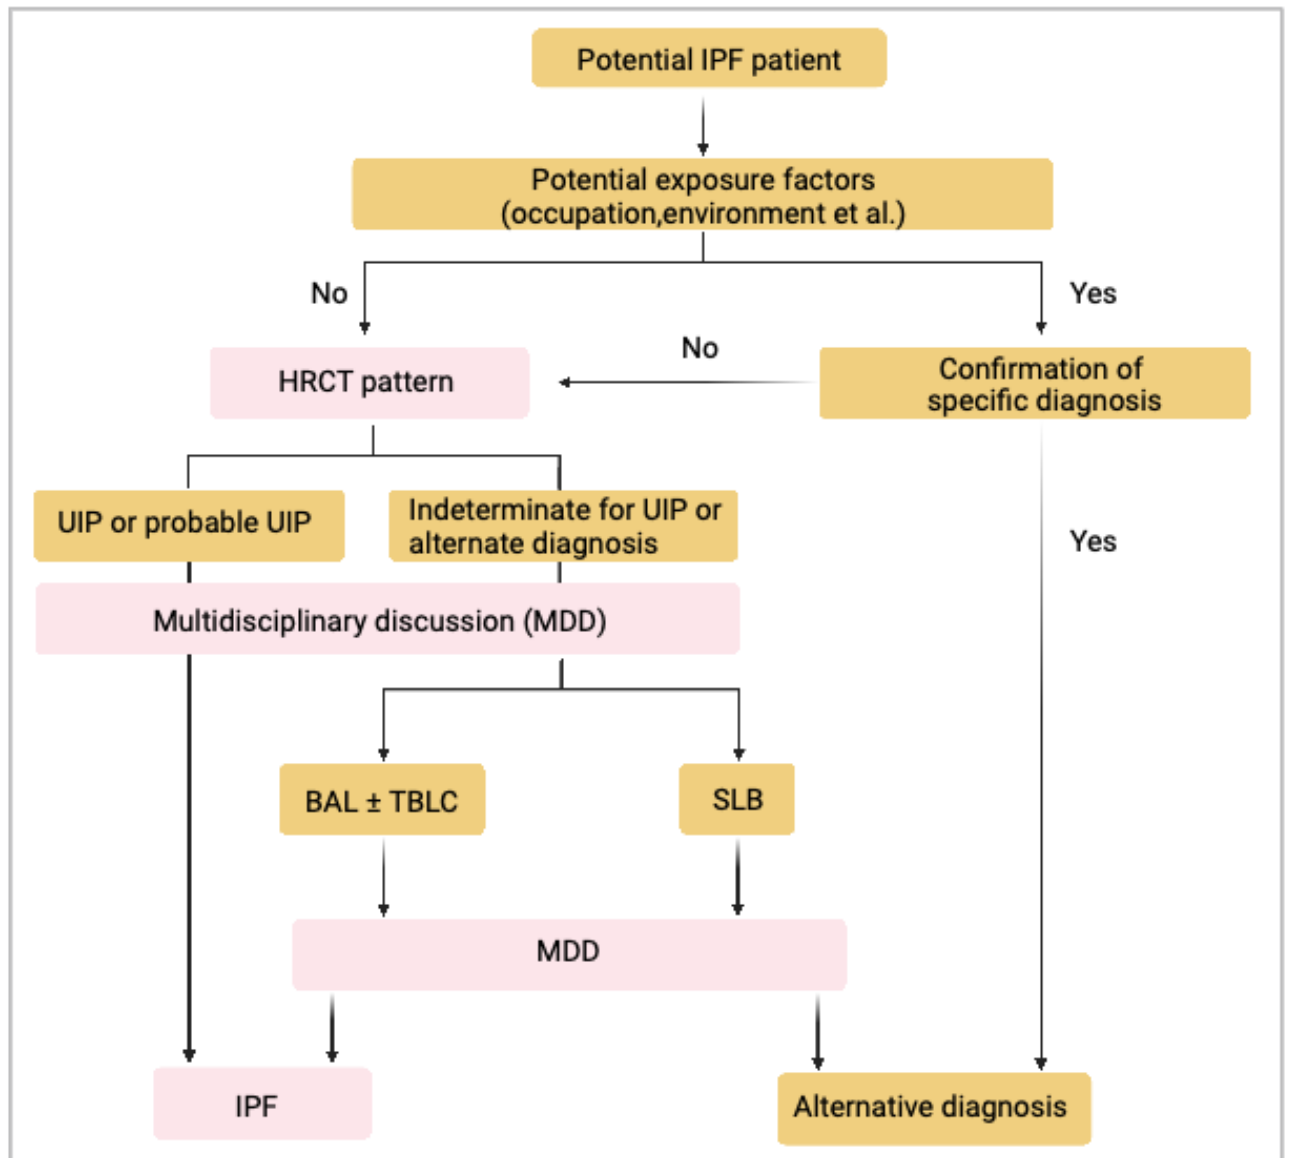 Potential IPF patient
Potential exposure factors
(occupation,environment et al.)
No
Yes
HRCT pattern
No
Confirmation of
specific diagnosis
UIP or probable UIP
Indeterminate for UIP or
alternate diagnosis
Yes
Multidisciplinary discussion (MDD)
BAL ± TBLC
SLB
MDD
IPF
Alternative diagnosis